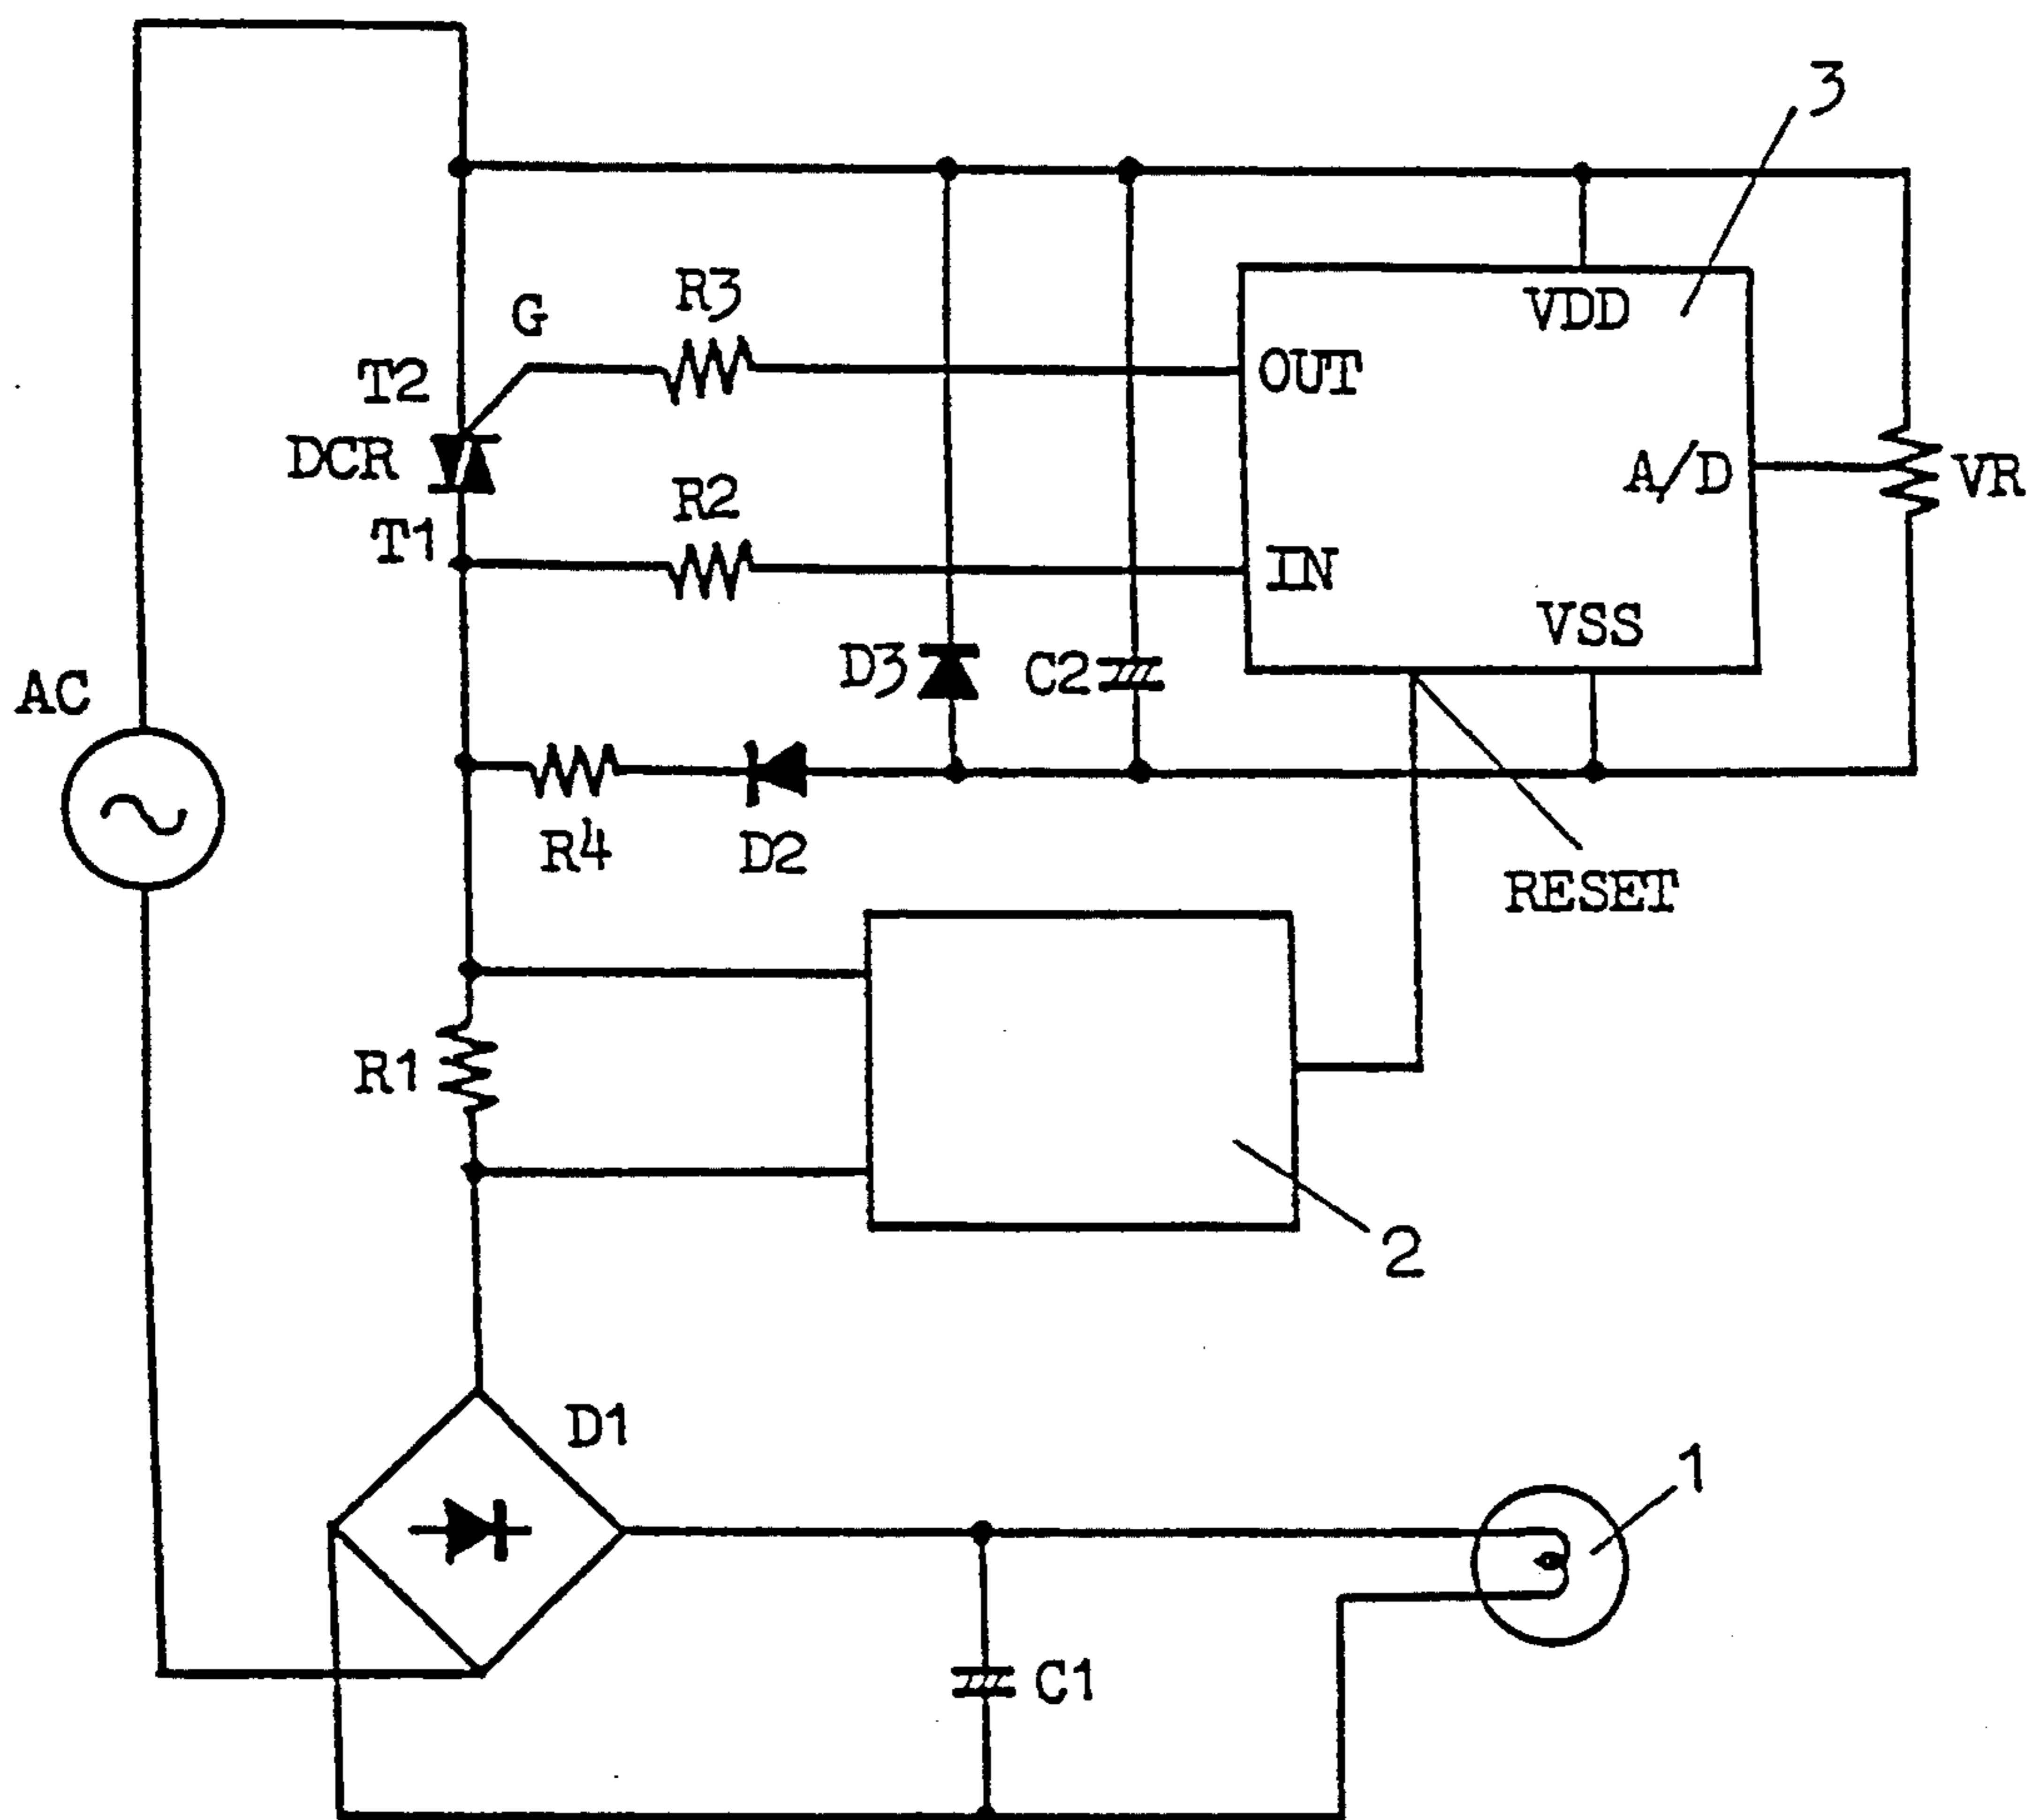 3
VDD
R3
G
OUT
T2
DCR
A/D
VR
R2
T1
IN
VSS
D3
C2
AC
R4
D2
RESET
R1
2
D1
1
C1